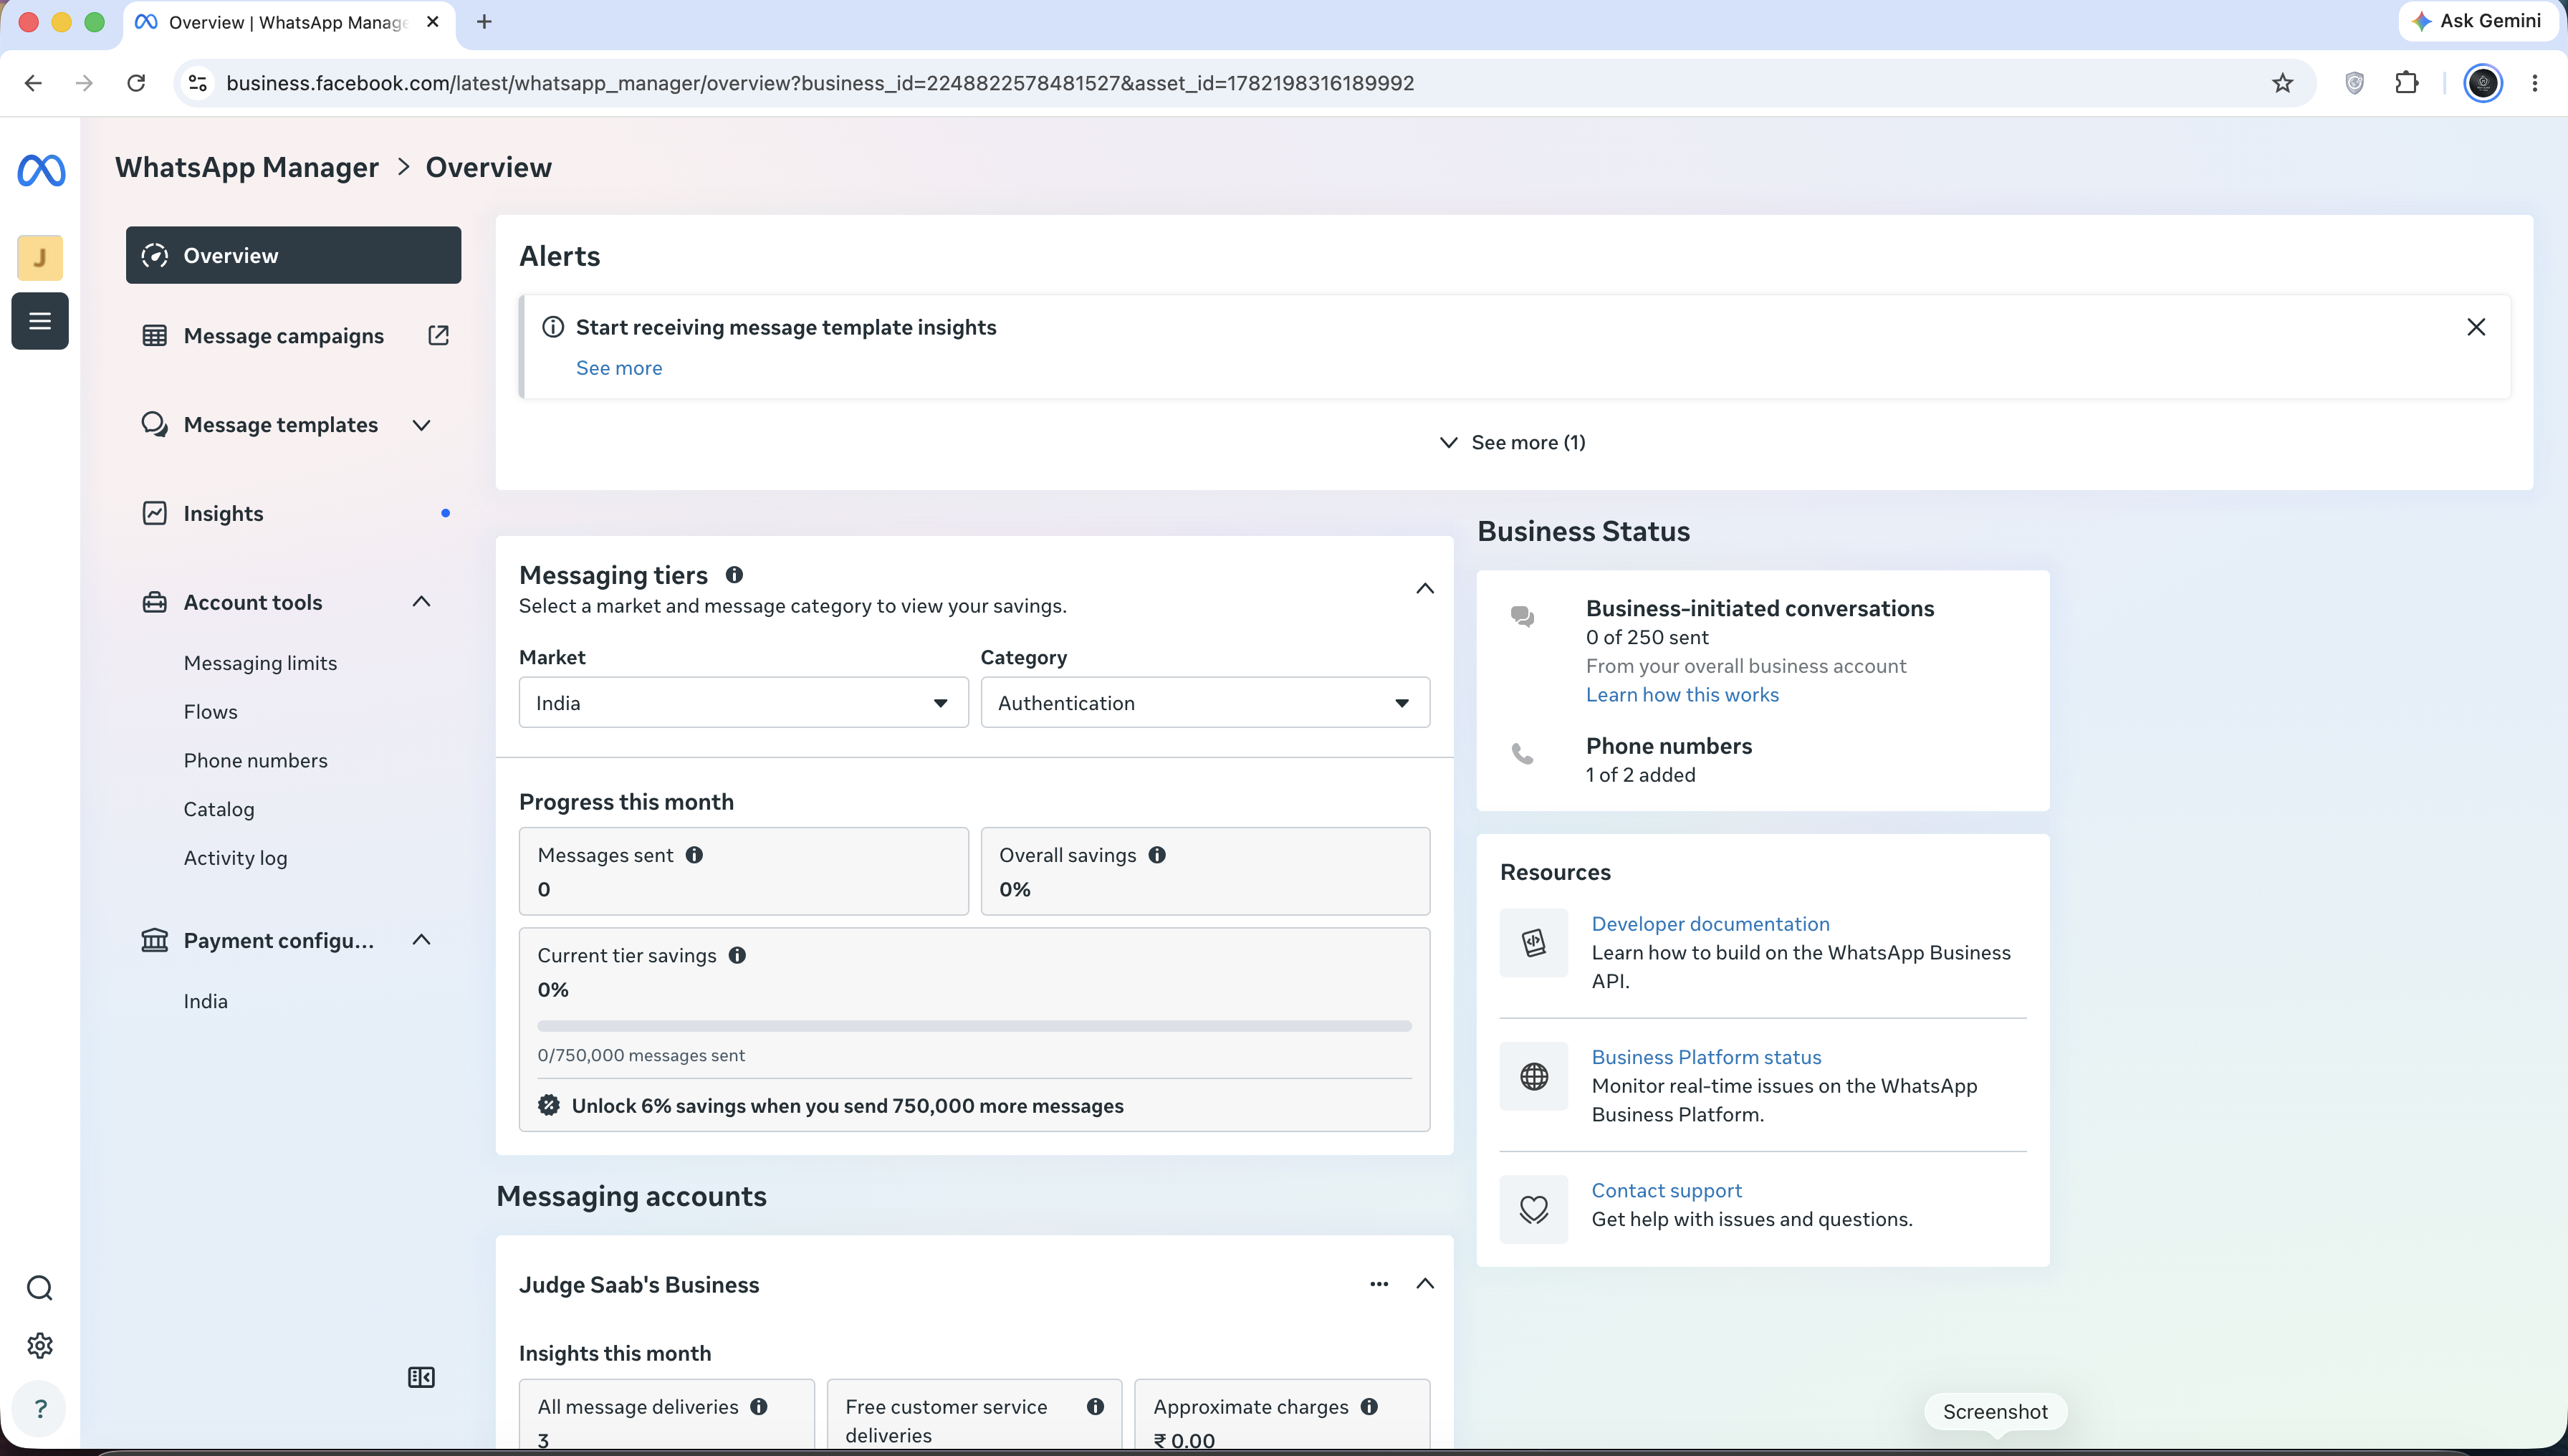 Overview | WhatsApp Manage
Ask Gemini
business.facebook.com/latest/whatsapp_manager/overview?business_id=2248822578481527&asset_id=1782198316189992
WhatsApp Manager > Overview
J
Overview
Message campaigns
Message templates
Insights
Account tools
Messaging limits
Flows
Phone numbers
Catalog
Activity log
Payment configu...
India
?
Alerts
Start receiving message template insights
See more
See more (1)
Messaging tiers
Select a market and message category to view your savings.
Market
Category
India
Authentication
Progress this month
Messages sent
0
Overall savings
0%
Current tier savings
0%
0/750,000 messages sent
Unlock 6% savings when you send 750,000 more messages
Messaging accounts
Judge Saab's Business
Insights this month
All message deliveries
3
Free customer service
deliveries
Approximate charges
₹ 0.00
Business Status
Business-initiated conversations
0 of 250 sent
From your overall business account
Learn how this works
Phone numbers
1 of 2 added
Resources
Developer documentation
Learn how to build on the WhatsApp Business
API.
Business Platform status
Monitor real-time issues on the WhatsApp
Business Platform.
Contact support
Get help with issues and questions.
Screenshot